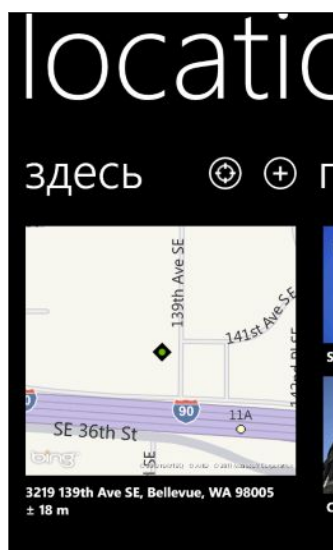 locatio
здесь
139th Ave SE
141st Ave SE
90
11A
SE 36th St
bing
3219 139th Ave SE, Bellevue, WA 98005
± 18 m